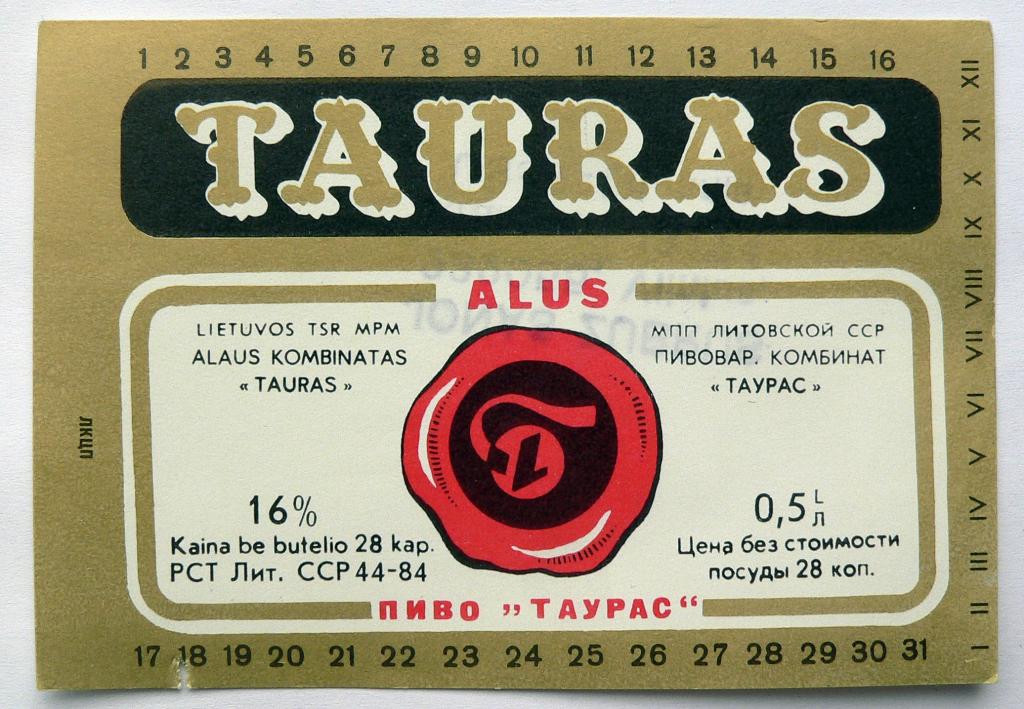 1 2 3 4 5 6 7 8 9 10 11 12 13 14 15 16
TAURAS
ALUS
LIETUVOS TSR MPM
ALAUS KOMBINATAS
« TAURAS »
МПП ЛИТОВСКОЙ ССР
ПИВОВАР. КОМБИНАТ
« ТАУРАС »
16%
Kaina be butelio 28 kap.
РСТ Лит. ССР 44-84
0,5 L
Л
Цена без стоимости
посуды 28 коп.
ПИВО „ТАУРАС“
17 18 19 20 21 22 23 24 25 26 27 28 29 30 31
I II III IV V VI VII VIII IX X XI XII
ЛКЦП